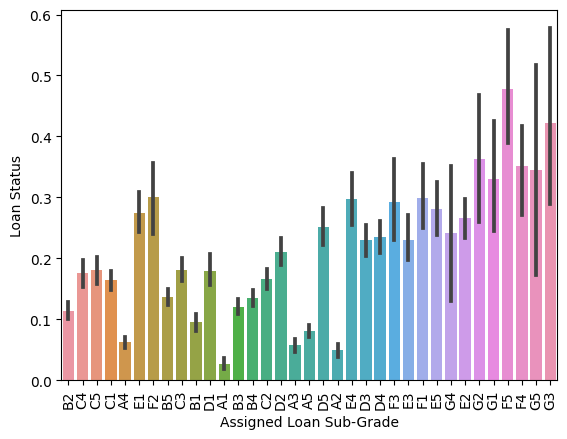 Loan Status
0.6
0.5
0.4
0.3
0.2
0.1
0.0
B2 C4 C5 C1 A4 E1 F2 B5 C3 B1 D1 A1 B3 B4 C2 D2 A3 A5 D5 A2 E4 D3 D4 F3 E3 F1 E5 G4 E2 G2 G1 F5 F4 G5 G3
Assigned Loan Sub-Grade